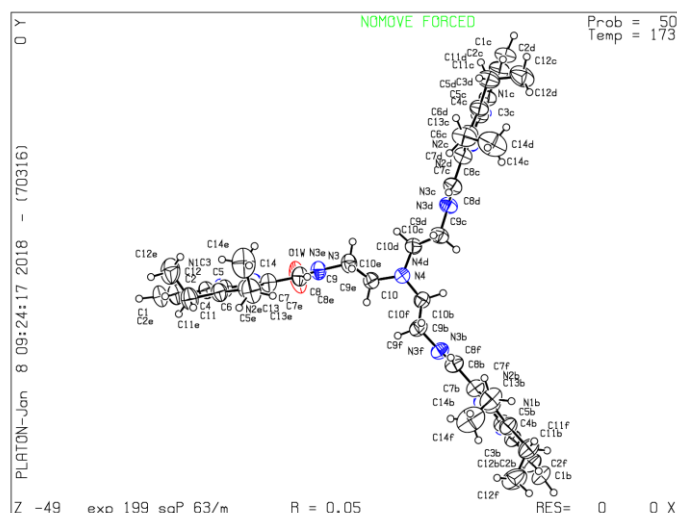 NOMOVE FORCED
Prob = 50
Temp = 173
O Y
PLATON-Jan 8 09:24:17 2018 - (70316)
C1c
C2d
C2c
C12c
C11d
C11c
C3d
C5d
C12d
C5c
N1c
C4c
C3c
C6d
C13c
C6c
C14d
N2c
C7d
C14c
N2d
C8c
C7c
N3c
C8d
N3d
C9d
C9c
C10c
C14e
O1W
N3e
N3
C10d
C12e
N1C3
C5
C14
C10e
N4d
C12
C9
N4
C2
C7
C9e
C10
C1
C4
C6
N2e
C8
C8e
C10f
C10b
C2e
C11
C13
C7e
C9b
C11e
C5e
C13e
C9f
N3b
N3f
C8f
C8b
C7f
C7b
N2b
C13b
C14b
N1b
C5b
C14f
C4b
C11f
C11b
C3b
C12b
C2b
C2f
C12f
C1b
Z -49 exp 199 sqP 63/m R = 0.05 RES= 0 0 X